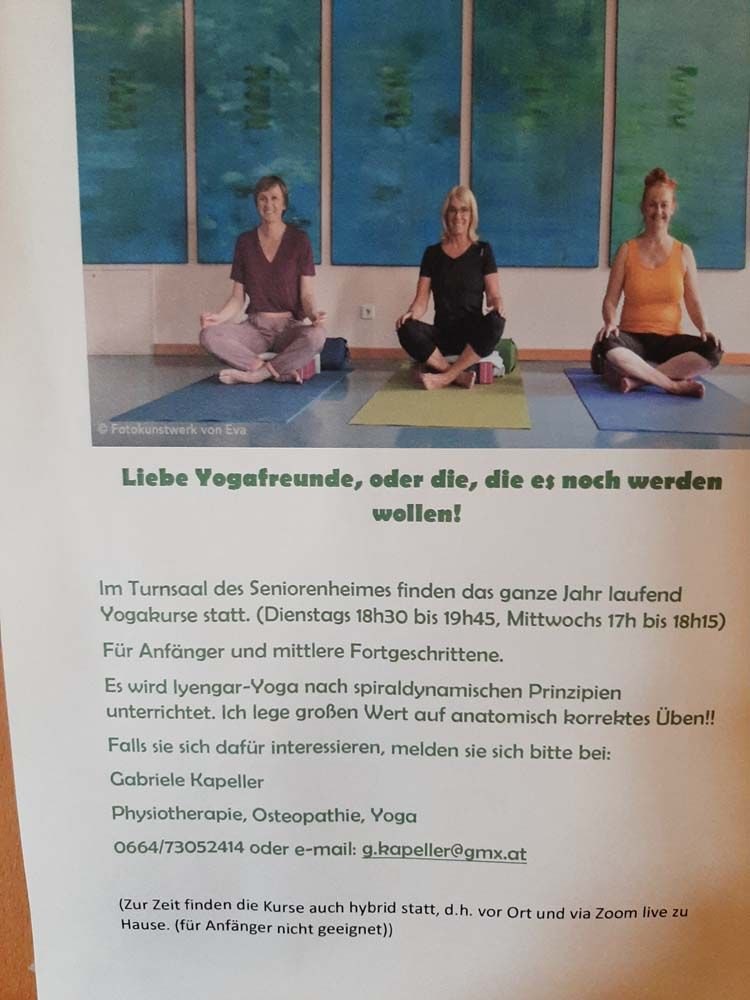 © Fotokunstwerk von Eva
Liebe Yogafreunde, oder die, die es noch werden
wollen!
Im Turnsaal des Seniorenheimes finden das ganze Jahr laufend
Yogakurse statt. (Dienstags 18h30 bis 19h45, Mittwochs 17h bis 18h15)
Für Anfänger und mittlere Fortgeschrittene.
Es wird Iyengar-Yoga nach spiraldynamischen Prinzipien
unterrichtet. Ich lege großen Wert auf anatomisch korrektes Üben!!
Falls sie sich dafür interessieren, melden sie sich bitte bei:
Gabriele Kapeller
Physiotherapie, Osteopathie, Yoga
0664/73052414 oder e-mail: g.kapeller@gmx.at
(Zur Zeit finden die Kurse auch hybrid statt, d.h. vor Ort und via Zoom live zu
Hause. (für Anfänger nicht geeignet))